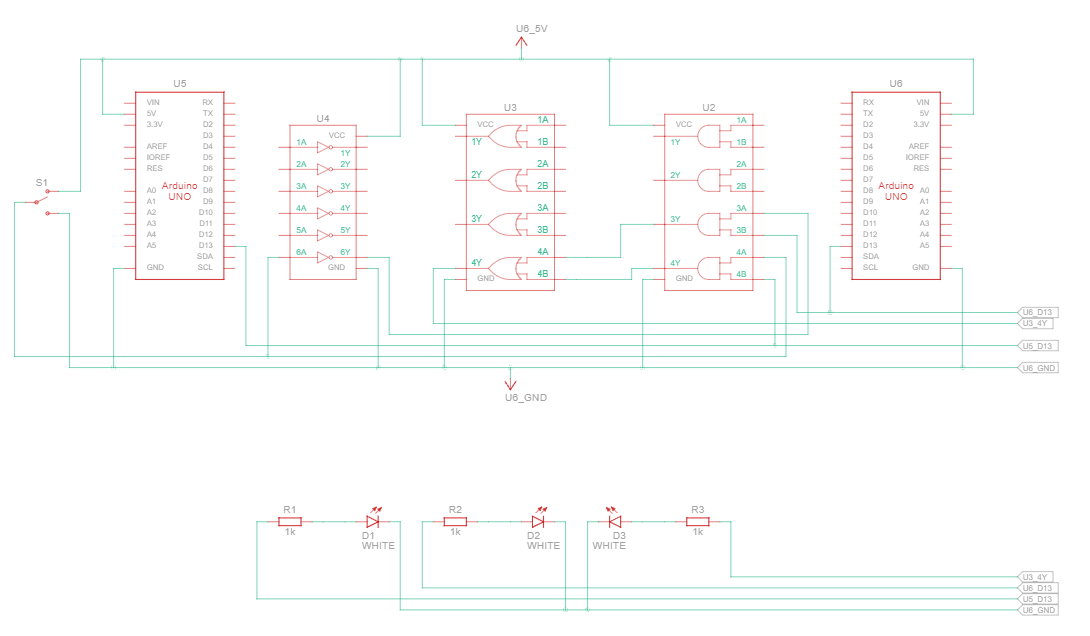 U6_5V
U5
VIN RX
5V TX
3.3V D2
D3
AREF D4
IOREF D5
RES D6
D7
A0 D8
A1 D9
A2 D10
A3 D11
A4 D12
A5 D13
SDA
GND SCL
Arduino
UNO
U4
VCC
1A 1Y
2A 2Y
3A 3Y
4A 4Y
5A 5Y
6A 6Y
GND
U3
VCC 1A
1Y 1B
2A
2Y 2B
3A
3Y 3B
4A
4Y 4B
GND
U2
VCC 1A
1Y 1B
2A
2Y 2B
3A
3Y 3B
4A
4Y 4B
GND
U6
RX VIN
TX 5V
D2 3.3V
D3
D4 AREF
D5 IOREF
D6 RES
D7
D8 A0
D9 A1
D10 A2
D11 A3
D12 A4
D13 A5
SDA
SCL GND
Arduino
UNO
S1
U6_D13
U3_4Y
U5_D13
U6_GND
U6_GND
R1
1k
D1
WHITE
R2
1k
D2
WHITE
D3
WHITE
R3
1k
U3_4Y
U6_D13
U5_D13
U6_GND